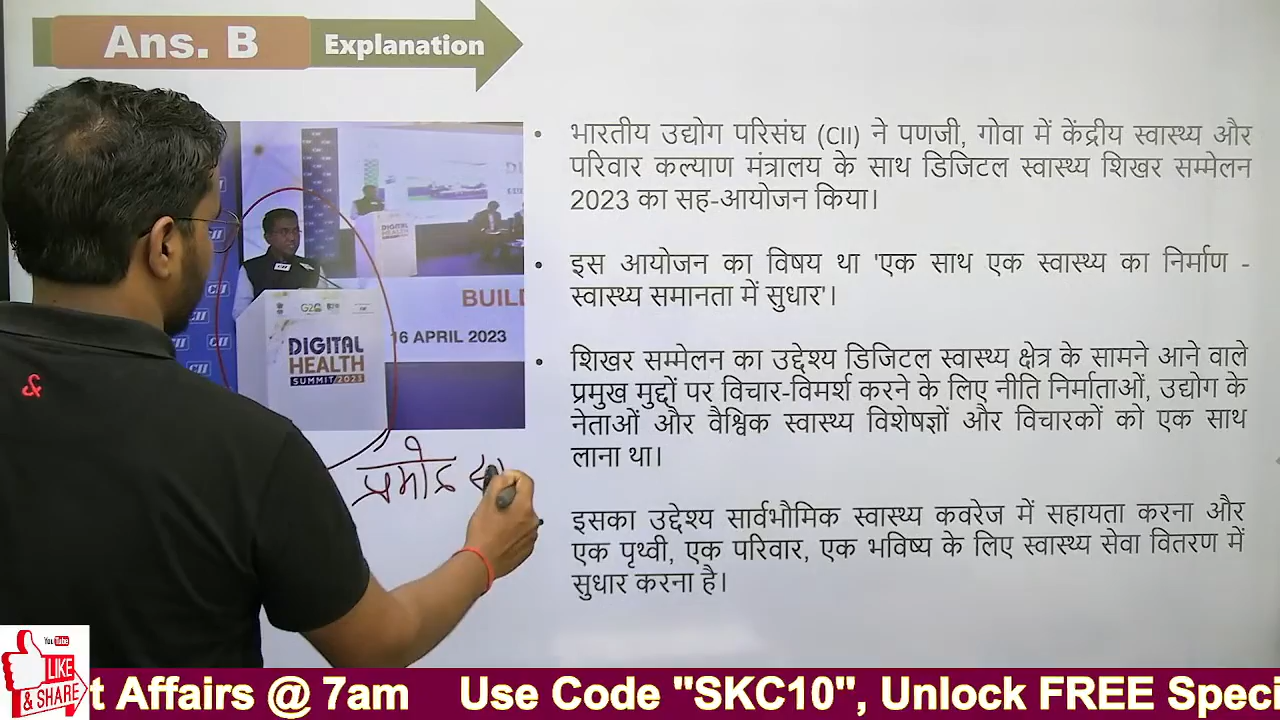 Ans. B
Explanation
भारतीय उद्योग परिसंघ (CII) ने पणजी, गोवा में केंद्रीय स्वास्थ्य और
परिवार कल्याण मंत्रालय के साथ डिजिटल स्वास्थ्य शिखर सम्मेलन
2023 का सह-आयोजन किया।
इस आयोजन का विषय था 'एक साथ एक स्वास्थ्य का निर्माण -
स्वास्थ्य समानता में सुधार'।
शिखर सम्मेलन का उद्देश्य डिजिटल स्वास्थ्य क्षेत्र के सामने आने वाले
प्रमुख मुद्दों पर विचार-विमर्श करने के लिए नीति निर्माताओं, उद्योग के
नेताओं और वैश्विक स्वास्थ्य विशेषज्ञों और विचारकों को एक साथ
लाना था।
इसका उद्देश्य सार्वभौमिक स्वास्थ्य कवरेज में सहायता करना और
एक पृथ्वी, एक परिवार, एक भविष्य के लिए स्वास्थ्य सेवा वितरण में
सुधार करना है।
CII
BUILD
16 APRIL 2023
G20
DIGITAL
HEALTH
SUMMIT 2023
प्रमोद
YouTube
LIKE
& SHARE
t Affairs @ 7am Use Code "SKC10", Unlock FREE Speci